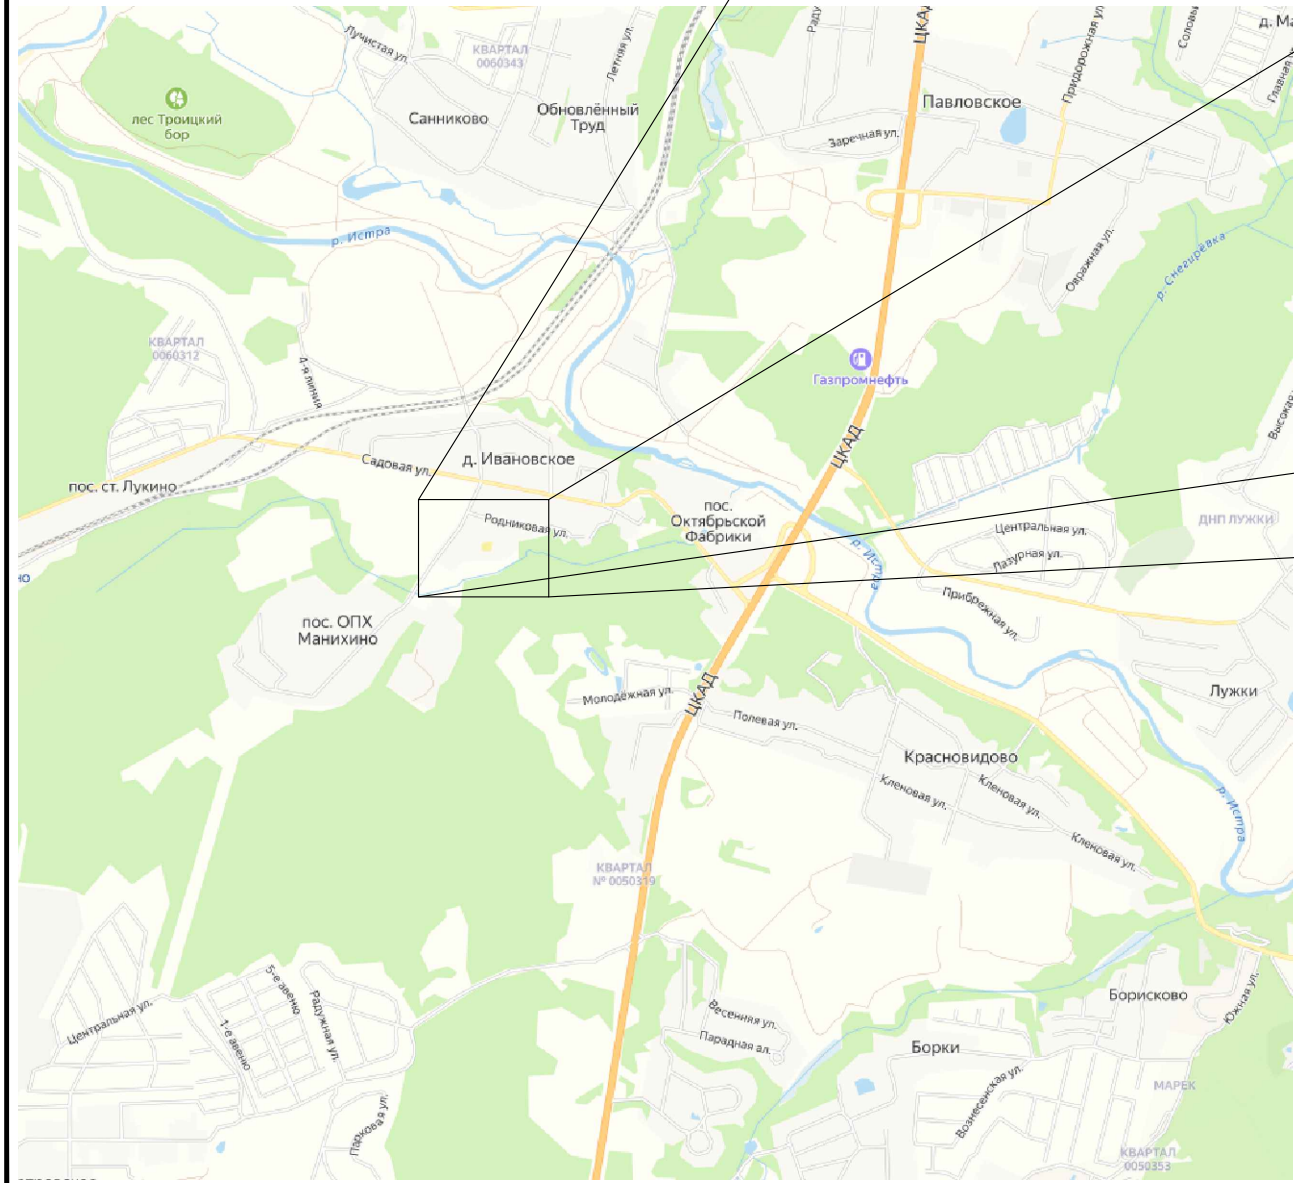 Лучистая ул.
КВАРТАЛ
0060343
Летняя ул.
ЦКАД
Придорожная ул.
Главная
лес Троицкий
бор
Санниково
Обновлённый
Труд
Павловское
Заречная ул.
р. Истра
Овражная ул.
р. Снегирёвка
КВАРТАЛ
0060312
4-я линия
Газпромнефть
Высокая
ЦКАД
Садовая ул.
д. Ивановское
пос. ст. Лукино
Родниковая ул.
пос.
Октябрьской
Фабрики
Центральная ул.
ДНП ЛУЖКИ
р. Истра
Лазурная ул.
Прибрежная ул.
пос. ОПХ
Манихино
Молодёжная ул.
ЦКАД
Полевая ул.
Лужки
Красновидово
Кленовая ул.
Кленовая ул.
Кленовая ул.
р. Истра
КВАРТАЛ
№ 0050319
Центральная ул.
5-е авеню
Радужная ул.
1-е авеню
Весенняя ул.
Парадная ал.
Борисково
Южная ул.
Борки
МАРЕК
Вознесенская ул.
Парковая ул.
КВАРТАЛ
0050353